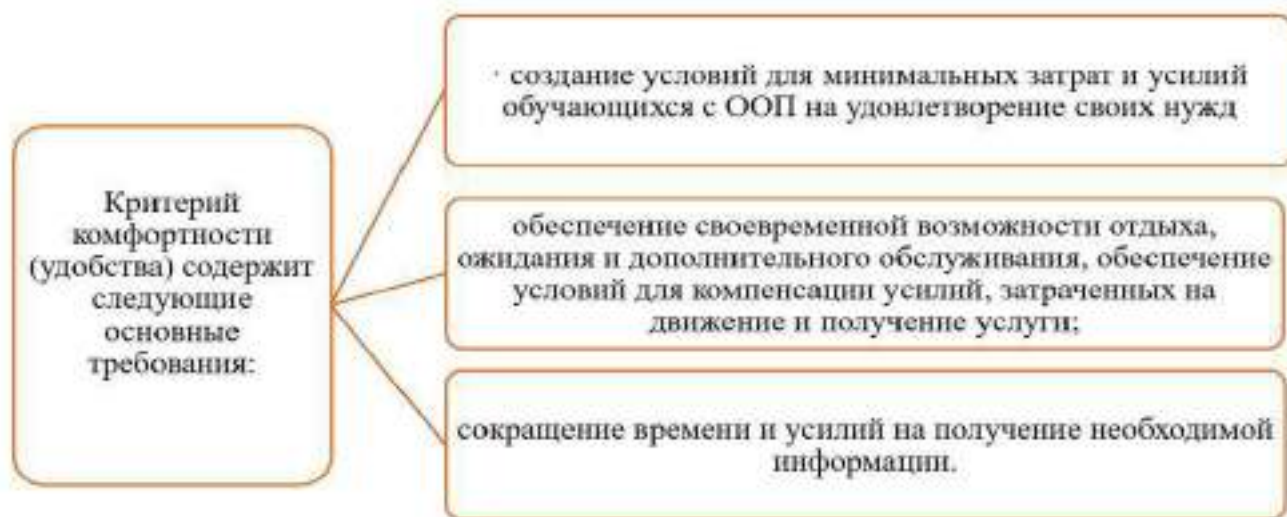 Критерий
комфортности
(удобства) содержит
следующие
основные
требования:
· создание условий для минимальных затрат и усилий
обучающихся с ООП на удовлетворение своих нужд
обеспечение своевременной возможности отдыха,
ожидания и дополнительного обслуживания, обеспечение
условий для компенсации усилий, затраченных на
движение и получение услуги;
сокращение времени и усилий на получение необходимой
информации.